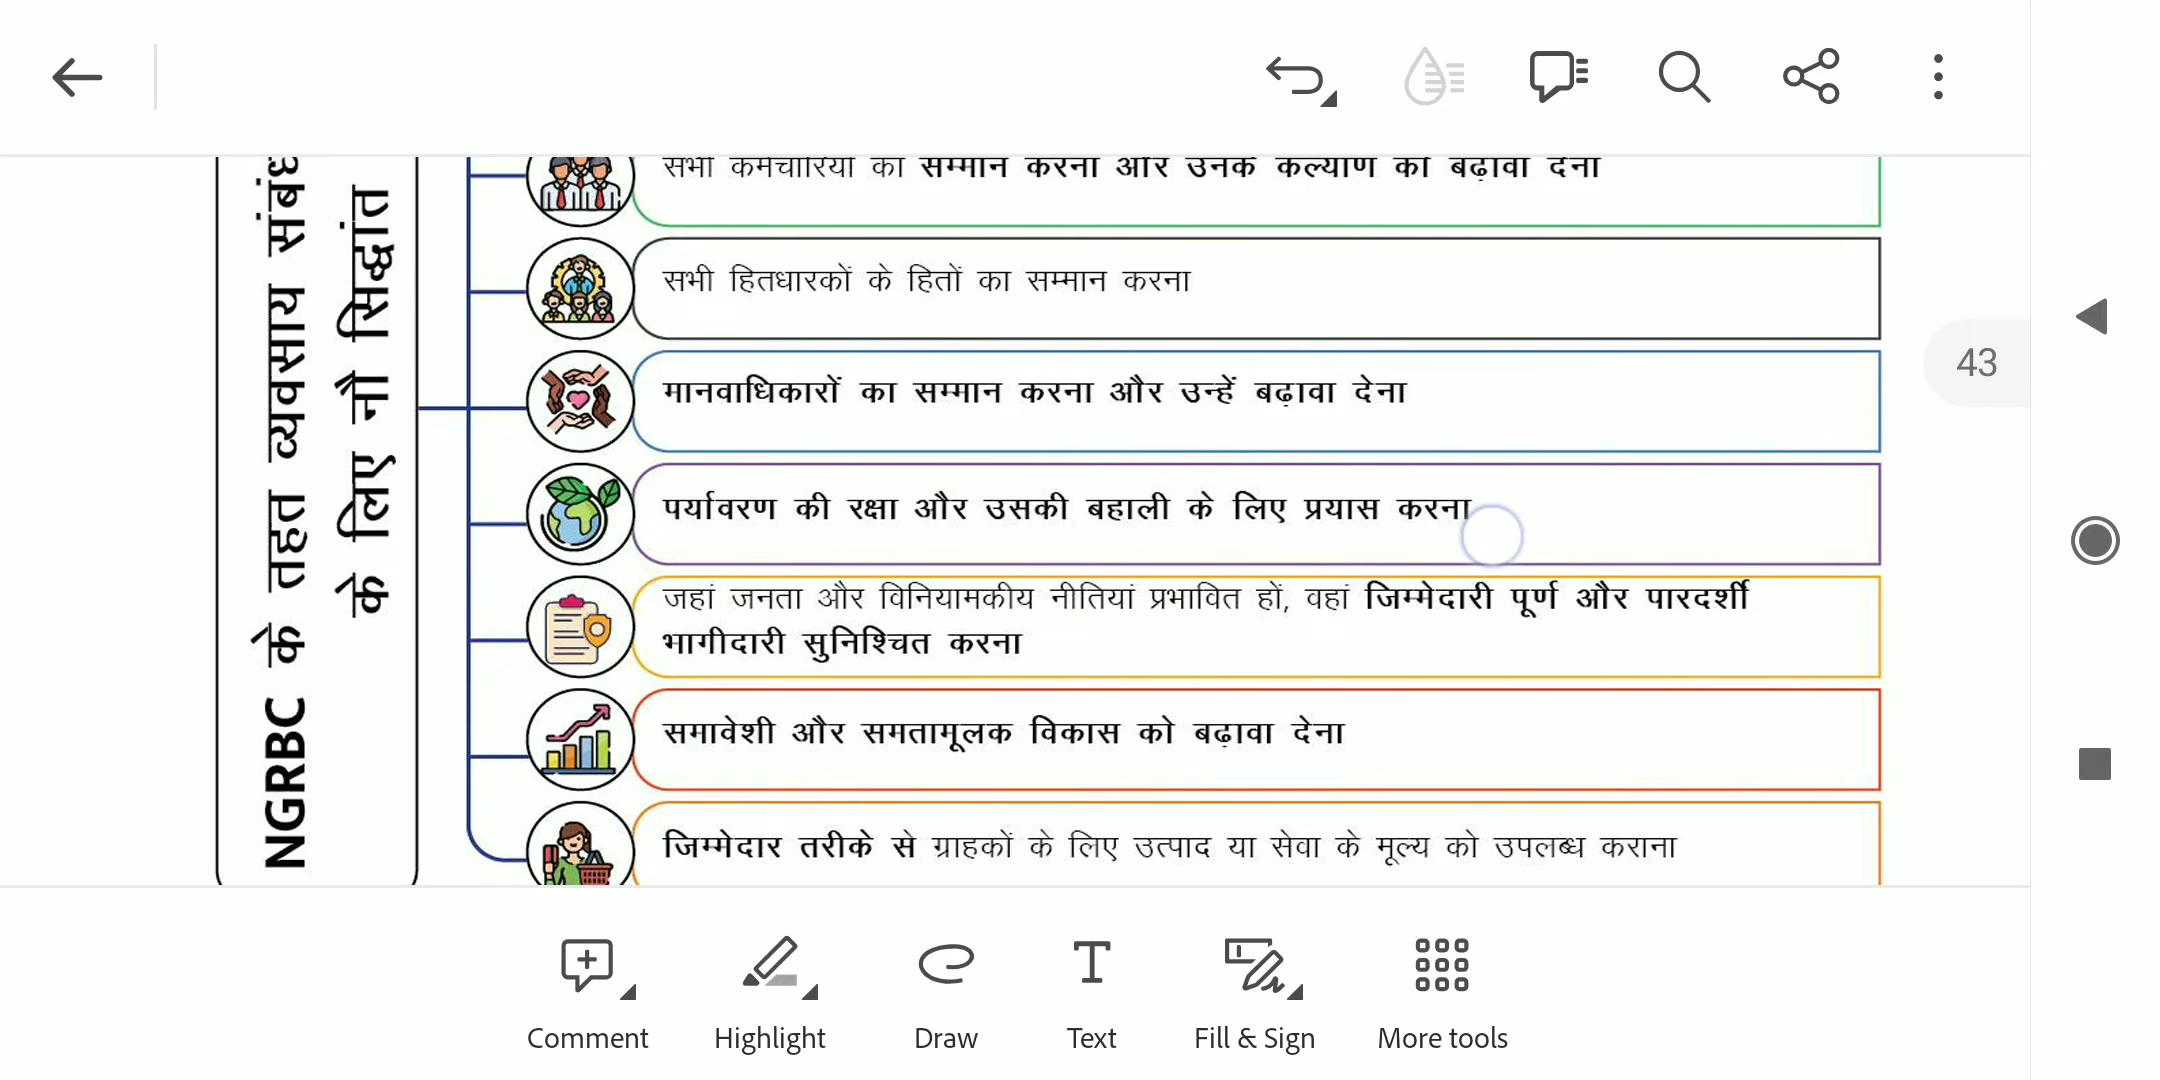 सभी कर्मचारियों का सम्मान करना और उनके कल्याण को बढ़ावा देना
सभी हितधारकों के हितों का सम्मान करना
मानवाधिकारों का सम्मान करना और उन्हें बढ़ावा देना
43
पर्यावरण की रक्षा और उसकी बहाली के लिए प्रयास करना
जहां जनता और विनियामकीय नीतियां प्रभावित हों, वहां जिम्मेदारी पूर्ण और पारदर्शी
भागीदारी सुनिश्चित करना
समावेशी और समतामूलक विकास को बढ़ावा देना
जिम्मेदार तरीके से ग्राहकों के लिए उत्पाद या सेवा के मूल्य को उपलब्ध कराना
NGRBC के तहत व्यवसाय
के लिए नौ सिद्धांत
Comment
Highlight
Draw
Text
Fill & Sign
More tools